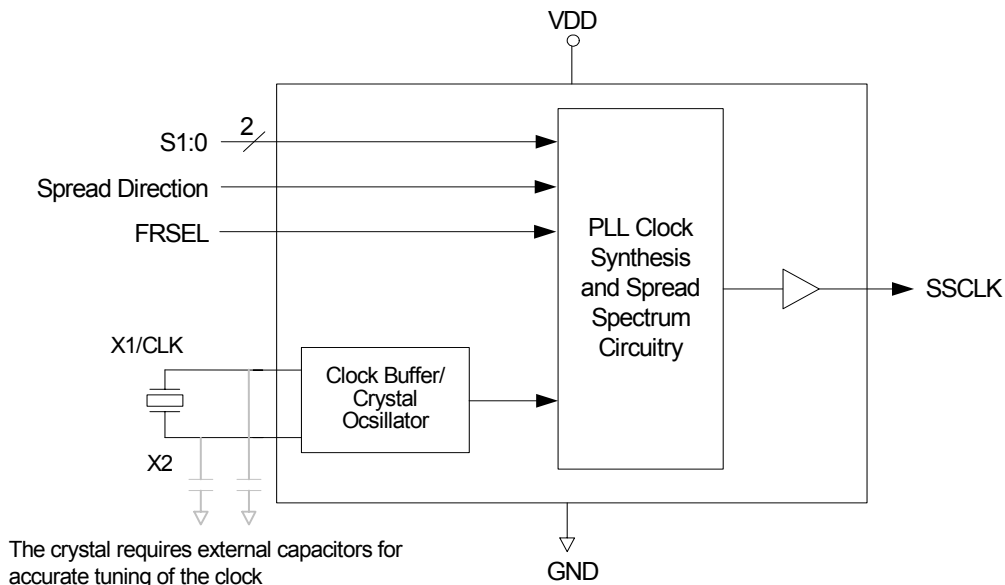 VDD
2
S1:0
Spread Direction
FRSEL
PLL Clock
Synthesis
and Spread
Spectrum
Circuitry
SSCLK
X1/CLK
Clock Buffer/
Crystal
Ocsillator
X2
The crystal requires external capacitors for
accurate tuning of the clock
GND